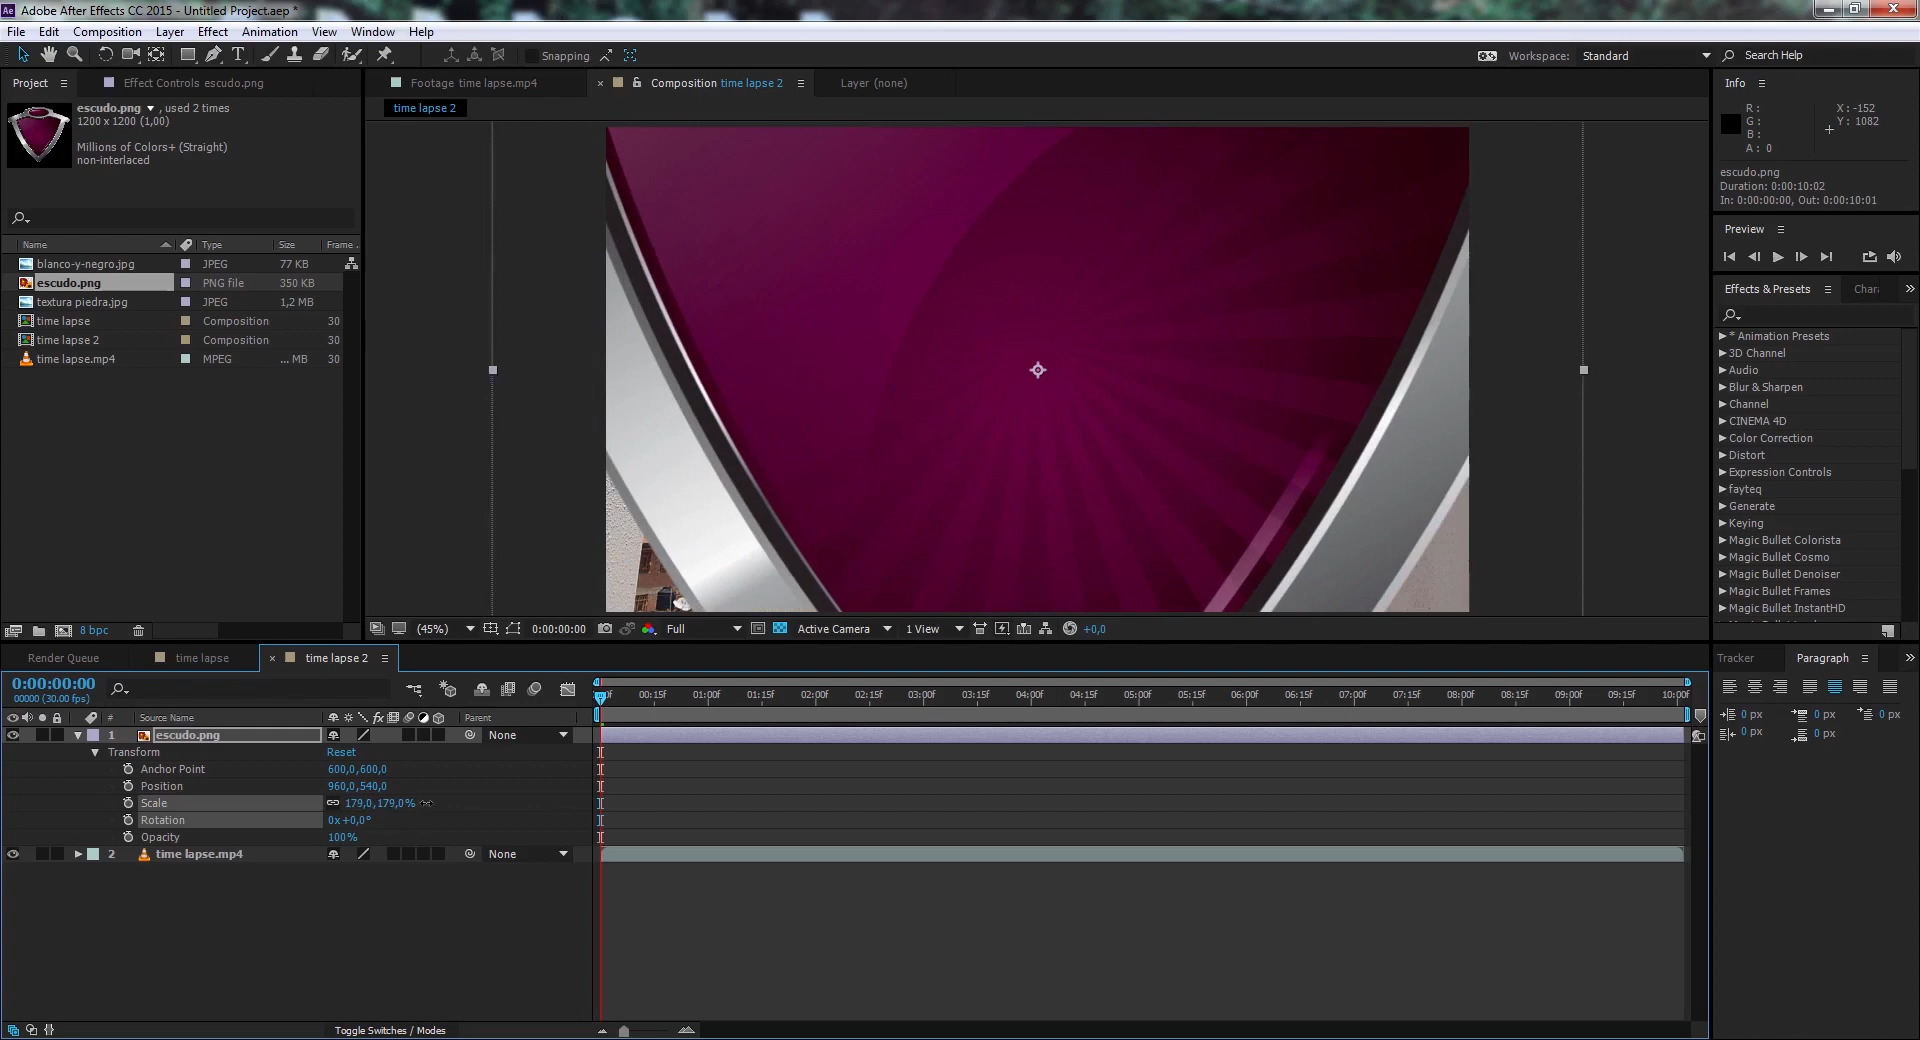 Adobe After Effects CC 2015 - Untitled Project.aep *
File Edit Composition Layer Effect Animation View Window Help
Snapping
Workspace: Standard
Search Help
Project
Effect Controls escudo.png
escudo.png , used 2 times
1200 x 1200 (1,00)
Millions of Colors+ (Straight)
non-interlaced
Name Type Size Frame
blanco-y-negro.jpg JPEG 77 KB
escudo.png PNG file 350 KB
textura piedra.jpg JPEG 1,2 MB
time lapse Composition 30
time lapse 2 Composition 30
time lapse.mp4 MPEG ... MB 30
8 bpc
Footage time lapse.mp4
Composition time lapse 2
Layer (none)
time lapse 2
(45%) 0:00:00:00 Full Active Camera 1 View +0,0
Info
R :
G :
B :
A : 0
X : -152
Y : 1082
escudo.png
Duration: 0:00:10:02
In: 0:00:00:00, Out: 0:00:10:01
Preview
Effects & Presets
* Animation Presets
3D Channel
Audio
Blur & Sharpen
Channel
CINEMA 4D
Color Correction
Distort
Expression Controls
fayteq
Generate
Keying
Magic Bullet Colorista
Magic Bullet Cosmo
Magic Bullet Denoiser
Magic Bullet Frames
Magic Bullet InstantHD
Render Queue
time lapse
time lapse 2
0:00:00:00
00000 (30.00 fps)
00:15f 01:00f 01:15f 02:00f 02:15f 03:00f 03:15f 04:00f 04:15f 05:00f 05:15f 06:00f 06:15f 07:00f 07:15f 08:00f 08:15f 09:00f 09:15f 10:00f
# Source Name Parent
1 escudo.png None
Transform Reset
Anchor Point 600,0,600,0
Position 960,0,540,0
Scale 179,0,179,0%
Rotation 0x+0,0°
Opacity 100%
2 time lapse.mp4 None
Toggle Switches / Modes
Tracker
Paragraph
0 px 0 px 0 px
0 px 0 px